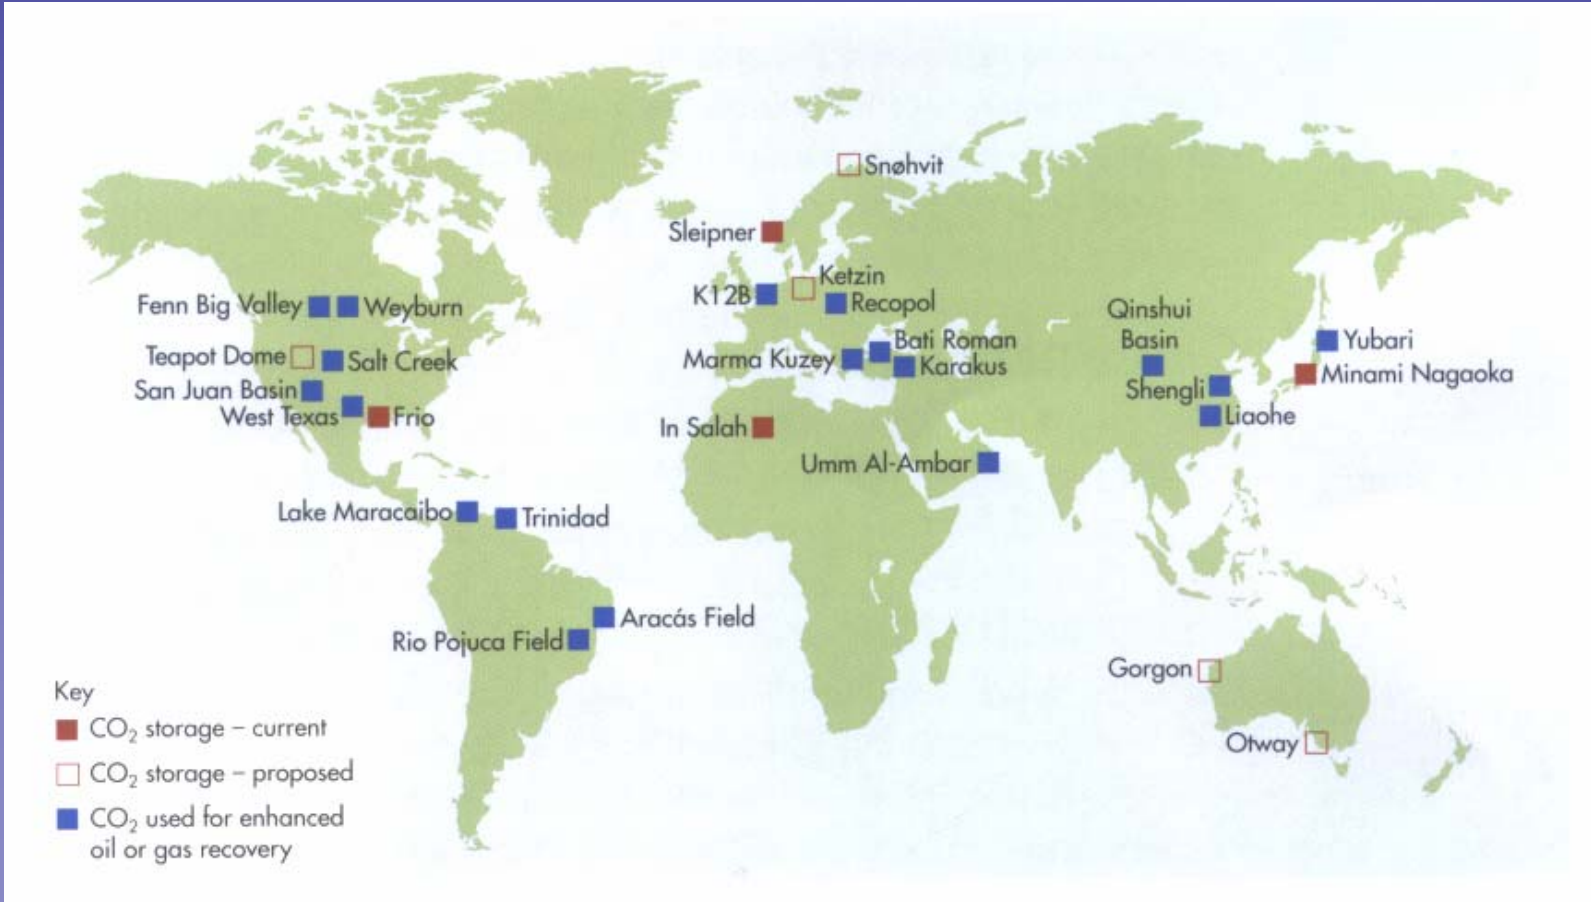 Snøhvit
Sleipner
Ketzin
K12B
Recopol
Fenn Big Valley
Weyburn
Qinshui
Basin
Bati Roman
Yubari
Teapot Dome
Salt Creek
Marma Kuzey
Karakus
Minami Nagaoka
San Juan Basin
Shengli
West Texas
Frio
Liaohe
In Salah
Umm Al-Ambar
Lake Maracaibo
Trinidad
Aracás Field
Rio Pojuca Field
Gorgon
Otway
Key
CO₂ storage – current
CO₂ storage – proposed
CO₂ used for enhanced
oil or gas recovery